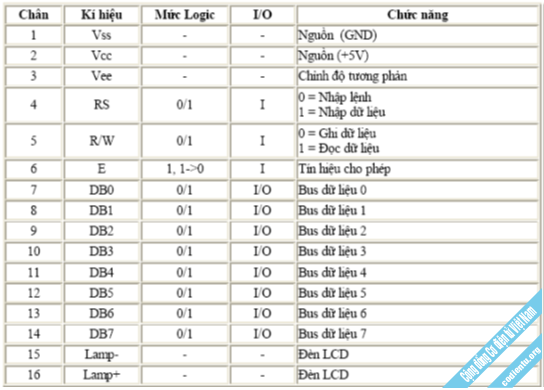 Chân Kí hiệu Mức Logic I/O Chức năng
1 Vss - - Nguồn (GND)
2 Vcc - - Nguồn (+5V)
3 Vee - - Chỉnh độ tương phản
4 RS 0/1 I 0 = Nhập lệnh
1 = Nhập dữ liệu
5 R/W 0/1 I 0 = Ghi dữ liệu
1 = Đọc dữ liệu
6 E 1, 1->0 I Tín hiệu cho phép
7 DB0 0/1 I/O Bus dữ liệu 0
8 DB1 0/1 I/O Bus dữ liệu 1
9 DB2 0/1 I/O Bus dữ liệu 2
10 DB3 0/1 I/O Bus dữ liệu 3
11 DB4 0/1 I/O Bus dữ liệu 4
12 DB5 0/1 I/O Bus dữ liệu 5
13 DB6 0/1 I/O Bus dữ liệu 6
14 DB7 0/1 I/O Bus dữ liệu 7
15 Lamp- - - Đèn LCD
16 Lamp+ - - Đèn LCD
Cộng đồng Cơ điện tử Việt Nam
codientu.org